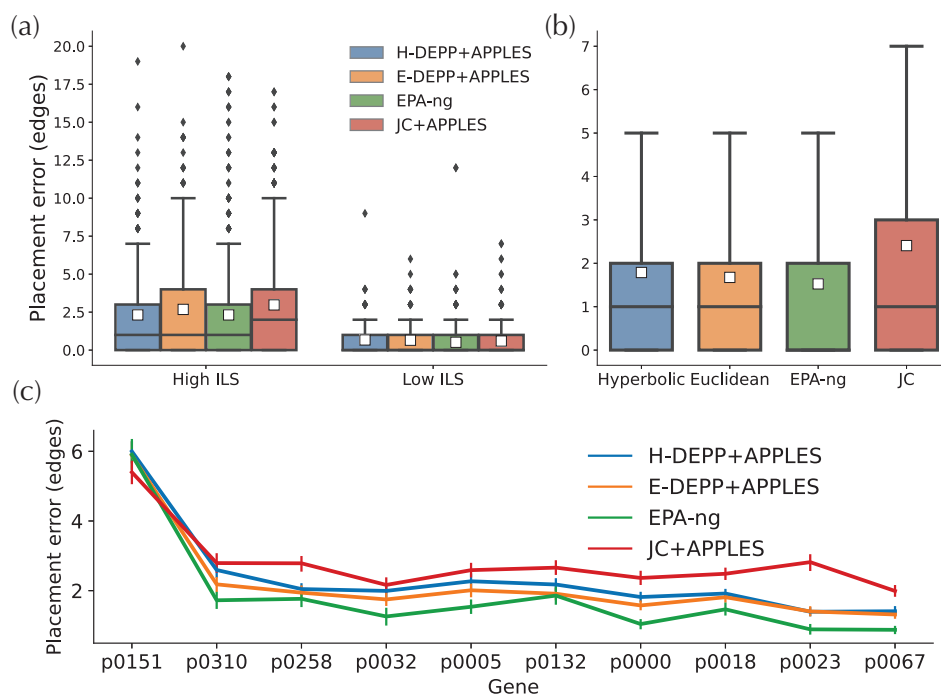 (a)
Placement error (edges)
20.0
17.5
15.0
12.5
10.0
7.5
5.0
2.5
0.0
H-DEPP+APPLES
E-DEPP+APPLES
EPA-ng
JC+APPLES
High ILS Low ILS
(b)
7
6
5
4
3
2
1
0
Hyperbolic Euclidean EPA-ng JC
(c)
Placement error (edges)
6
4
2
H-DEPP+APPLES
E-DEPP+APPLES
EPA-ng
JC+APPLES
p0151 p0310 p0258 p0032 p0005 p0132 p0000 p0018 p0023 p0067
Gene